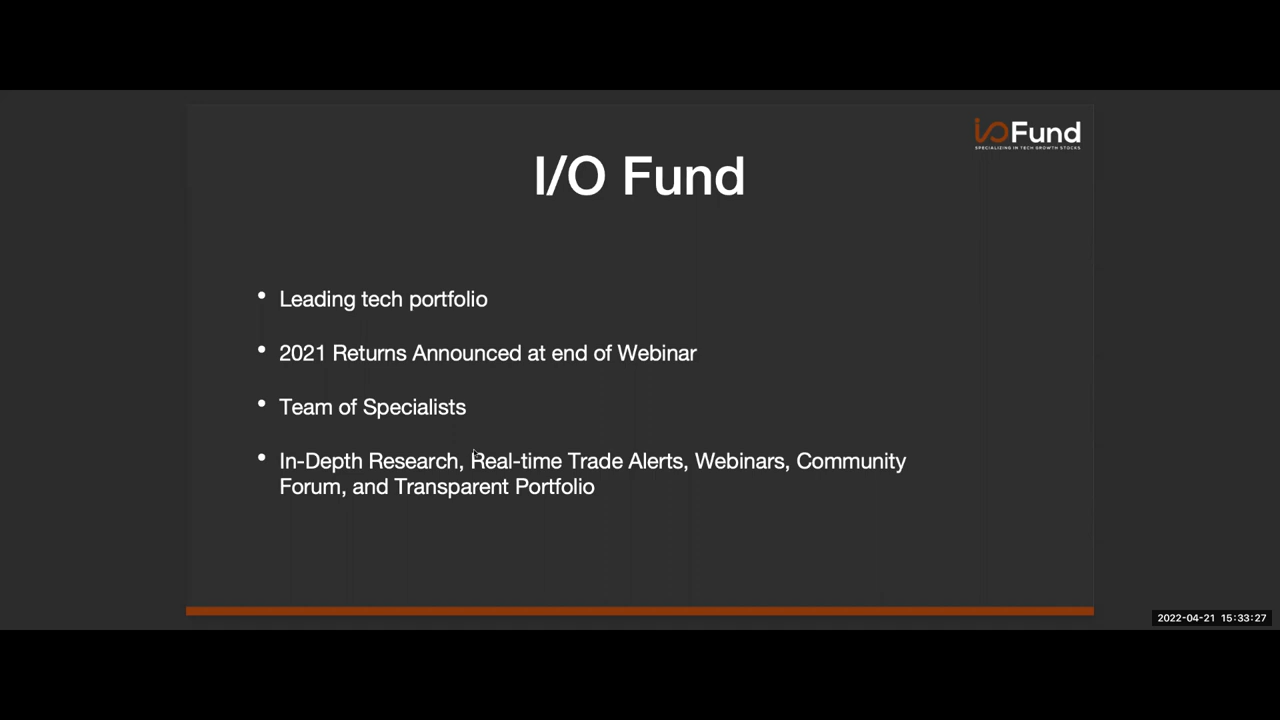 ioFund
SPECIALIZING IN TECH GROWTH STOCKS
I/O Fund
• Leading tech portfolio
• 2021 Returns Announced at end of Webinar
• Team of Specialists
• In-Depth Research, Real-time Trade Alerts, Webinars, Community
Forum, and Transparent Portfolio
2022-04-21 15:33:27